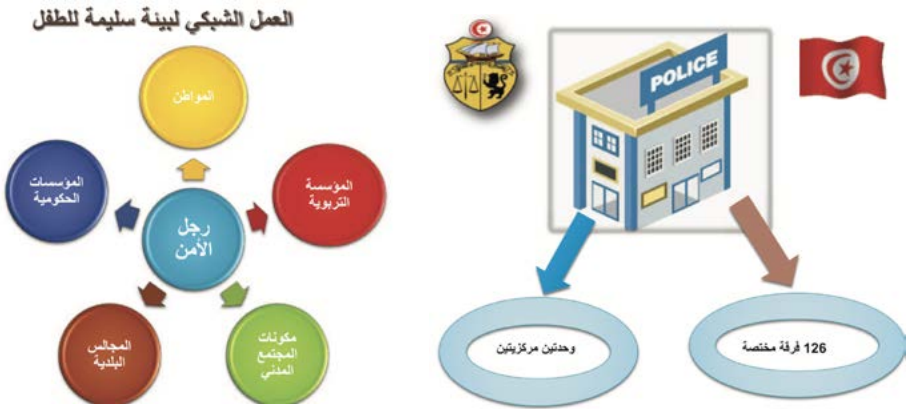 العمل الشبكي لبيئة سليمة للطفل
المواطن
المؤسسات
الحكومية
المؤسسة
التربوية
رجل
الأمن
المجالس
البلدية
مكونات
المجتمع
المدني
POLICE
وحدتين مركزيتين
126 فرقة مختصة